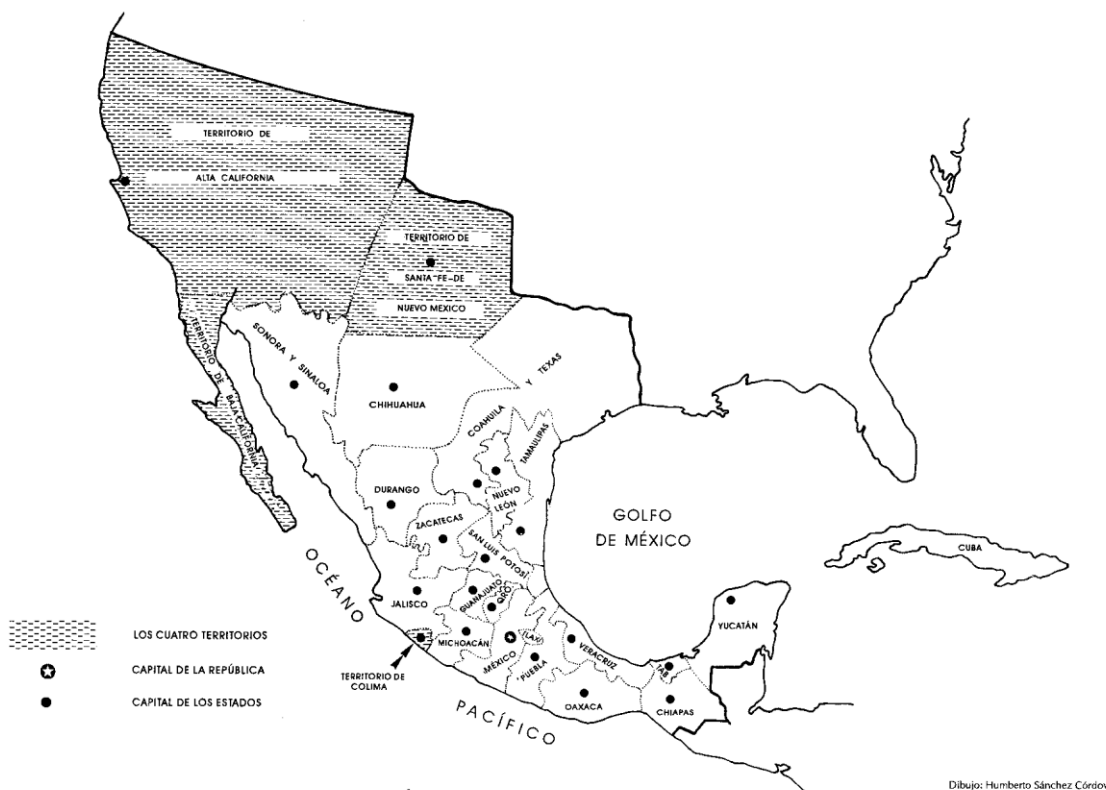 TERRITORIO DE
ALTA CALIFORNIA
TERRITORIO DE
SANTA FE-DE
NUEVO MEXICO
TERRITORIO DE BAJA CALIFORNIA
SONORA Y SINALOA
CHIHUAHUA
COAHUILA
Y TEXAS
TAMAULIPAS
NUEVO
LEÓN
DURANGO
ZACATECAS
SAN LUIS POTOSÍ
GOLFO
DE MÉXICO
CUBA
OCÉANO
PACÍFICO
JALISCO
GUANAJUATO
QRO
MICHOACÁN
MÉXICO
TLAX
PUEBLA
VERACRUZ
YUCATÁN
TAB
OAXACA
CHIAPAS
TERRITORIO DE
COLIMA
LOS CUATRO TERRITORIOS
CAPITAL DE LA REPÚBLICA
CAPITAL DE LOS ESTADOS
Dibujo: Humberto Sánchez Córdov